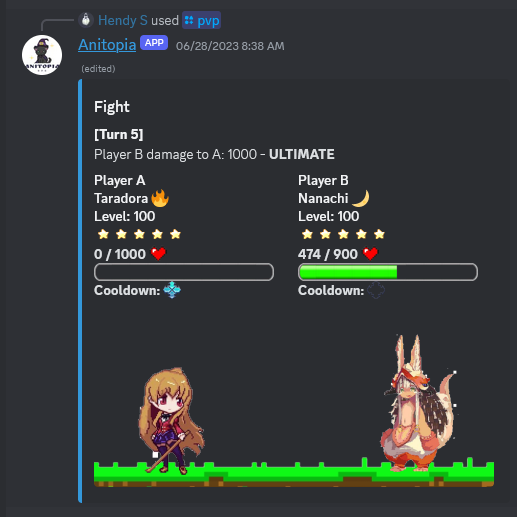 Hendy S used pvp
Anitopia APP 06/28/2023 8:38 AM
ANITOPIA
(edited)
Fight
[Turn 5]
Player B damage to A: 1000 - ULTIMATE
Player A
Taradora 🔥
Level: 100
⭐⭐⭐⭐⭐
0 / 1000 ❤️
Cooldown:
Player B
Nanachi 🌙
Level: 100
⭐⭐⭐⭐⭐
474 / 900 ❤️
Cooldown: